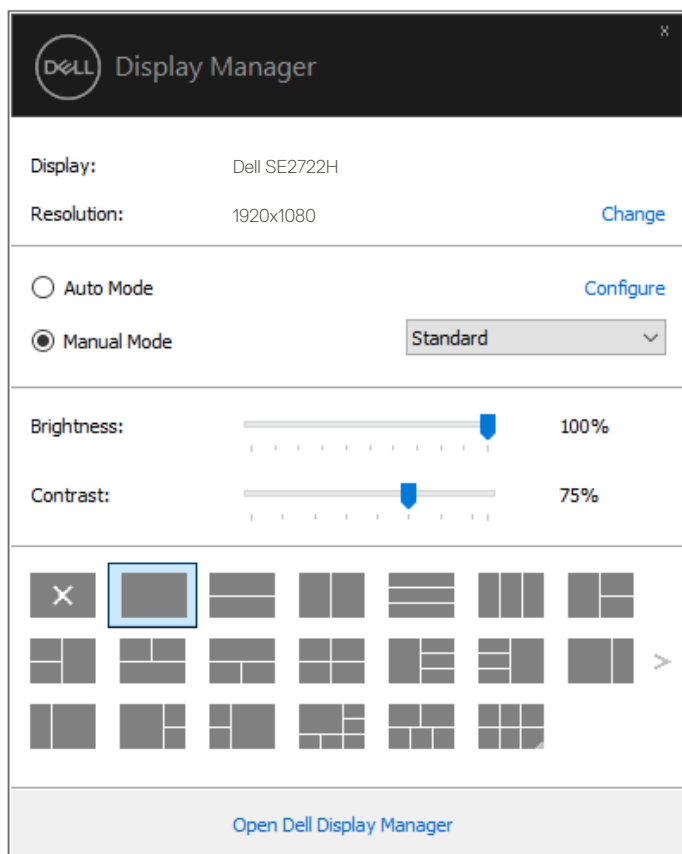 x
DELL Display Manager
Display: Dell SE2722H
Resolution: 1920x1080 Change
Auto Mode Configure
Manual Mode Standard
Brightness: 100%
Contrast: 75%
Open Dell Display Manager